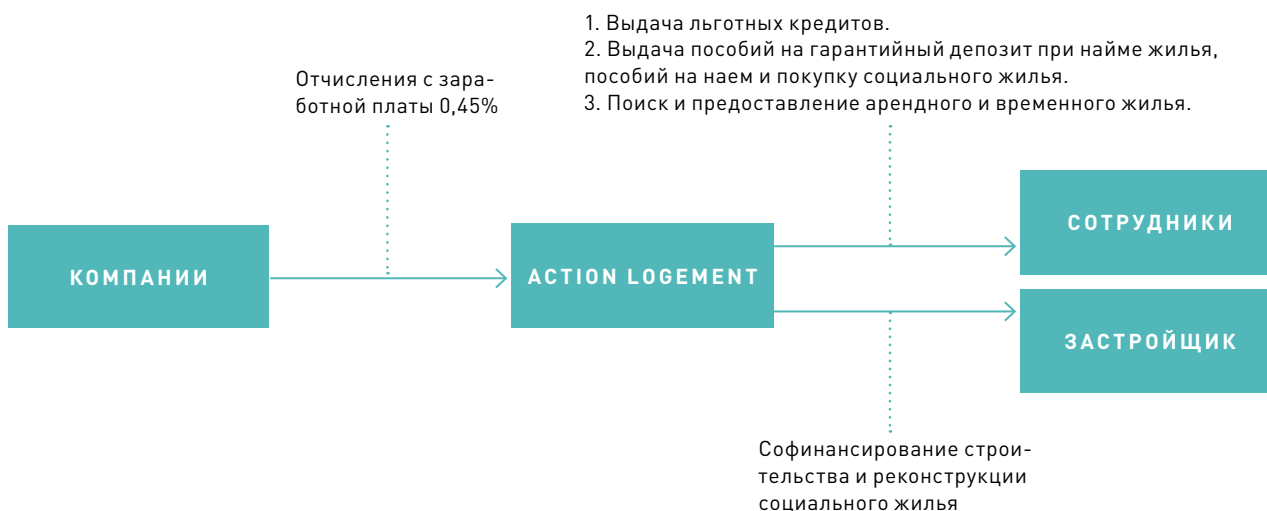 1. Выдача льготных кредитов.
2. Выдача пособий на гарантийный депозит при найме жилья,
пособий на наем и покупку социального жилья.
3. Поиск и предоставление арендного и временного жилья.
Отчисления с зара-
ботной платы 0,45%
КОМПАНИИ
ACTION LOGEMENT
СОТРУДНИКИ
ЗАСТРОЙЩИК
Софинансирование строи-
тельства и реконструкции
социального жилья